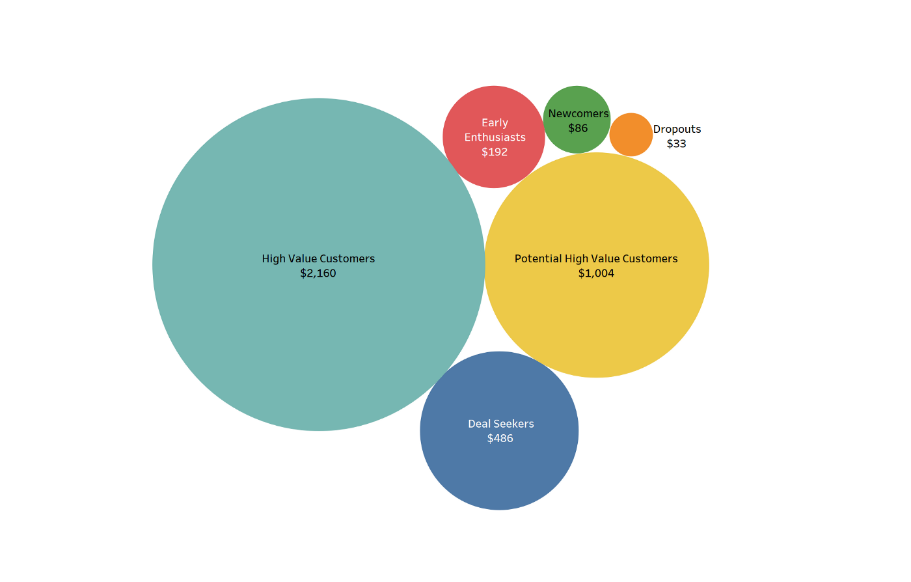 Early
Enthusiasts
$192
Newcomers
$86
Dropouts
$33
High Value Customers
$2,160
Potential High Value Customers
$1,004
Deal Seekers
$486